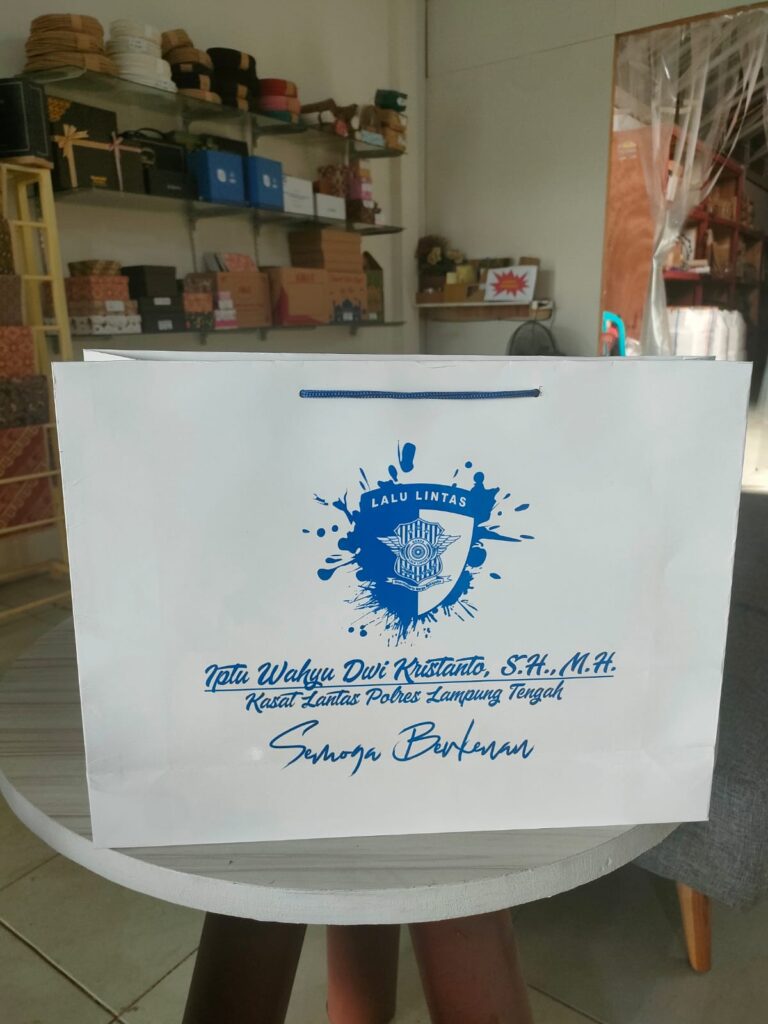 LALU LINTAS
Iptu Wahyu Dwi Kristanto, S.H., M.H.
Kasat Lantas Polres Lampung Tengah
Semoga Berkenan